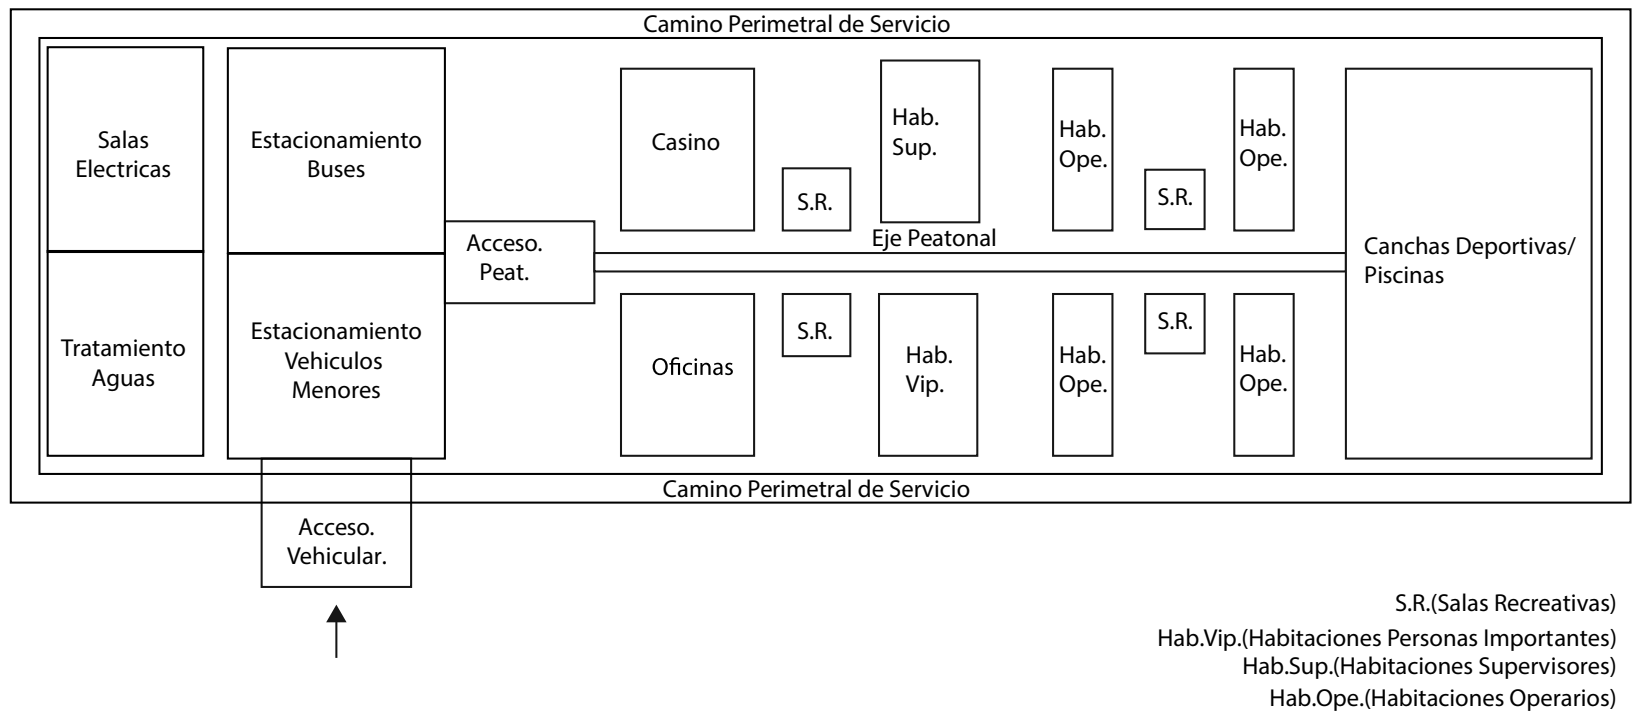 Camino Perimetral de Servicio
Salas
Electricas
Estacionamiento
Buses
Casino
S.R.
Hab.
Sup.
Hab.
Ope.
S.R.
Hab.
Ope.
Acceso.
Peat.
Eje Peatonal
Canchas Deportivas/
Piscinas
Tratamiento
Aguas
Estacionamiento
Vehiculos
Menores
Oficinas
S.R.
Hab.
Vip.
Hab.
Ope.
S.R.
Hab.
Ope.
Camino Perimetral de Servicio
Acceso.
Vehicular.
S.R.(Salas Recreativas)
Hab.Vip.(Habitaciones Personas Importantes)
Hab.Sup.(Habitaciones Supervisores)
Hab.Ope.(Habitaciones Operarios)